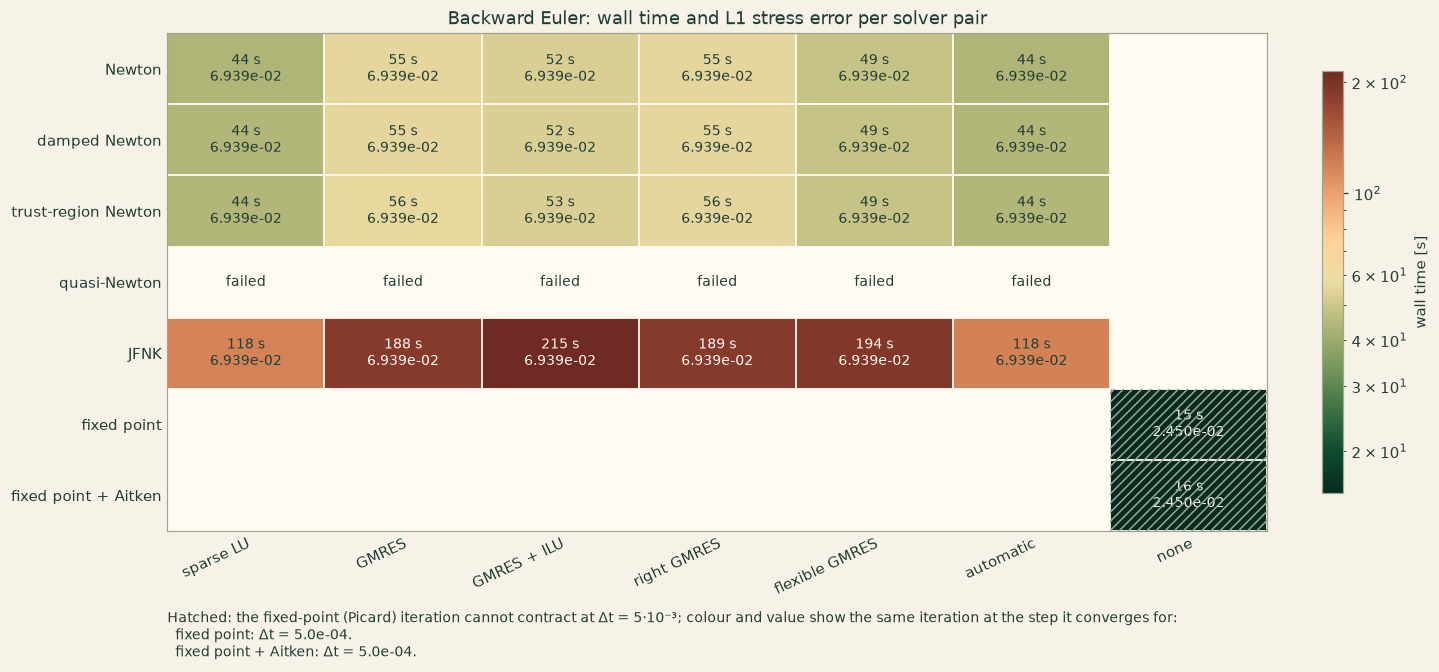 Backward Euler: wall time and L1 stress error per solver pair
Newton
44 s 55 s 52 s 55 s 49 s 44 s
6.939e-02 6.939e-02 6.939e-02 6.939e-02 6.939e-02 6.939e-02
damped Newton
44 s 55 s 52 s 55 s 49 s 44 s
6.939e-02 6.939e-02 6.939e-02 6.939e-02 6.939e-02 6.939e-02
trust-region Newton
44 s 56 s 53 s 56 s 49 s 44 s
6.939e-02 6.939e-02 6.939e-02 6.939e-02 6.939e-02 6.939e-02
quasi-Newton
failed failed failed failed failed failed
JFNK
118 s 188 s 215 s 189 s 194 s 118 s
6.939e-02 6.939e-02 6.939e-02 6.939e-02 6.939e-02 6.939e-02
fixed point
15 s
2.450e-02
fixed point + Aitken
16 s
2.450e-02
sparse LU
GMRES
GMRES + ILU
right GMRES
flexible GMRES
automatic
none
2 × 10²
10²
6 × 10¹
4 × 10¹
3 × 10¹
2 × 10¹
wall time [s]
Hatched: the fixed-point (Picard) iteration cannot contract at Δt = 5·10⁻³; colour and value show the same iteration at the step it converges for:
fixed point: Δt = 5.0e-04.
fixed point + Aitken: Δt = 5.0e-04.